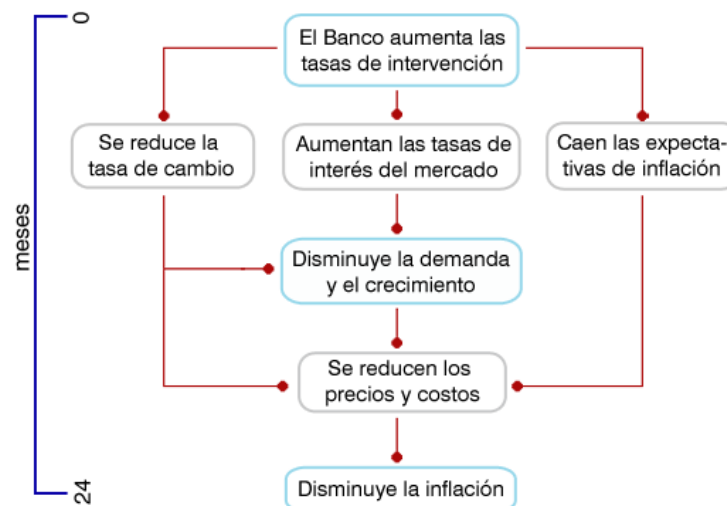 0
El Banco aumenta las
tasas de intervención
Se reduce la
tasa de cambio
Aumentan las tasas de
interés del mercado
Caen las expecta-
tivas de inflación
meses
Disminuye la demanda
y el crecimiento
Se reducen los
precios y costos
24
Disminuye la inflación